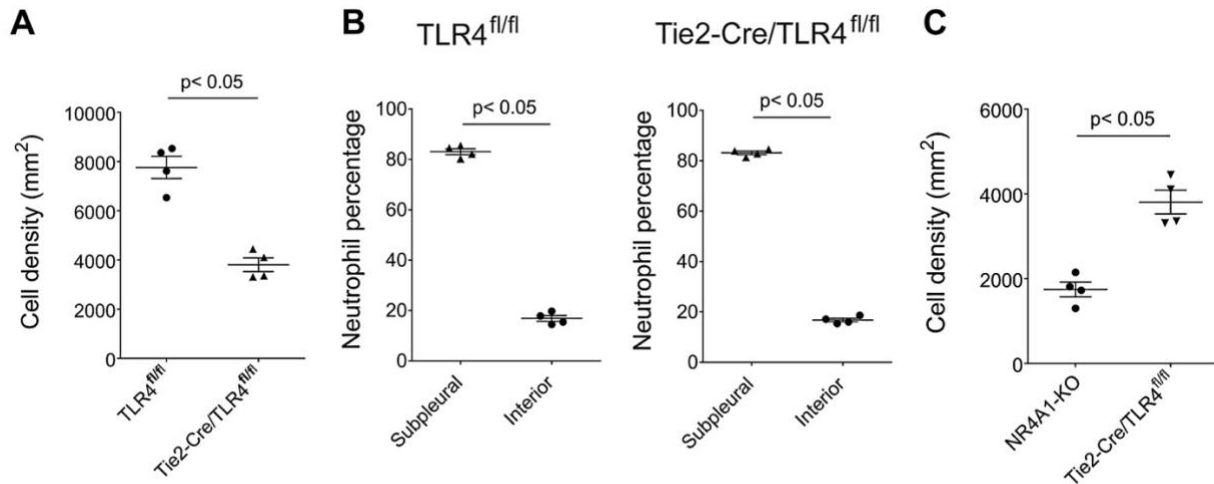 A
p< 0.05
Cell density (mm²)
10000
8000
6000
4000
2000
0
TLR4fl/fl
Tie2-Cre/TLR4fl/fl
B
TLR4fl/fl
p< 0.05
Neutrophil percentage
100
80
60
40
20
0
Subpleural
Interior
Tie2-Cre/TLR4fl/fl
p< 0.05
Neutrophil percentage
100
80
60
40
20
0
Subpleural
Interior
C
p< 0.05
Cell density (mm²)
6000
4000
2000
0
NR4A1-KO
Tie2-Cre/TLR4fl/fl